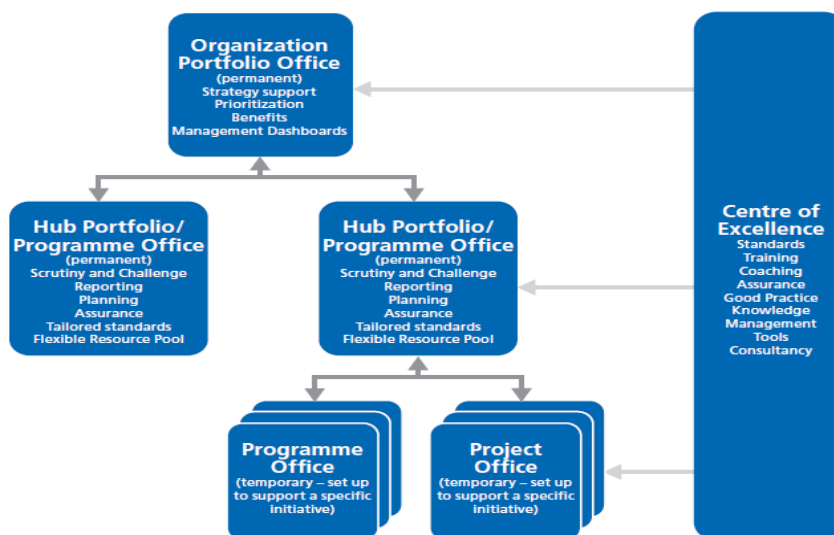 Organization
Portfolio Office
(permanent)
Strategy support
Prioritization
Benefits
Management Dashboards
Hub Portfolio/
Programme Office
(permanent)
Scrutiny and Challenge
Reporting
Planning
Assurance
Tailored standards
Flexible Resource Pool
Hub Portfolio/
Programme Office
(permanent)
Scrutiny and Challenge
Reporting
Planning
Assurance
Tailored standards
Flexible Resource Pool
Programme
Office
(temporary – set up
to support a specific
initiative)
Project
Office
(temporary – set up
to support a specific
initiative)
Centre of
Excellence
Standards
Training
Coaching
Assurance
Good Practice
Knowledge
Management
Tools
Consultancy